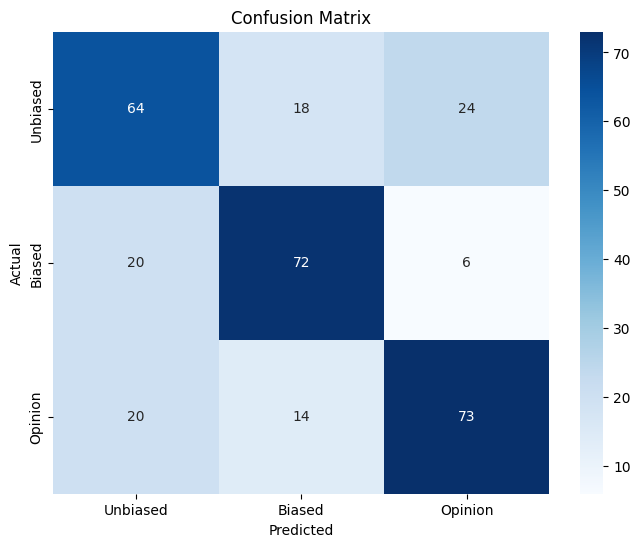 Confusion Matrix
Actual
Unbiased
64 18 24
Biased
20 72 6
Opinion
20 14 73
Unbiased Biased Opinion
Predicted
70
60
50
40
30
20
10